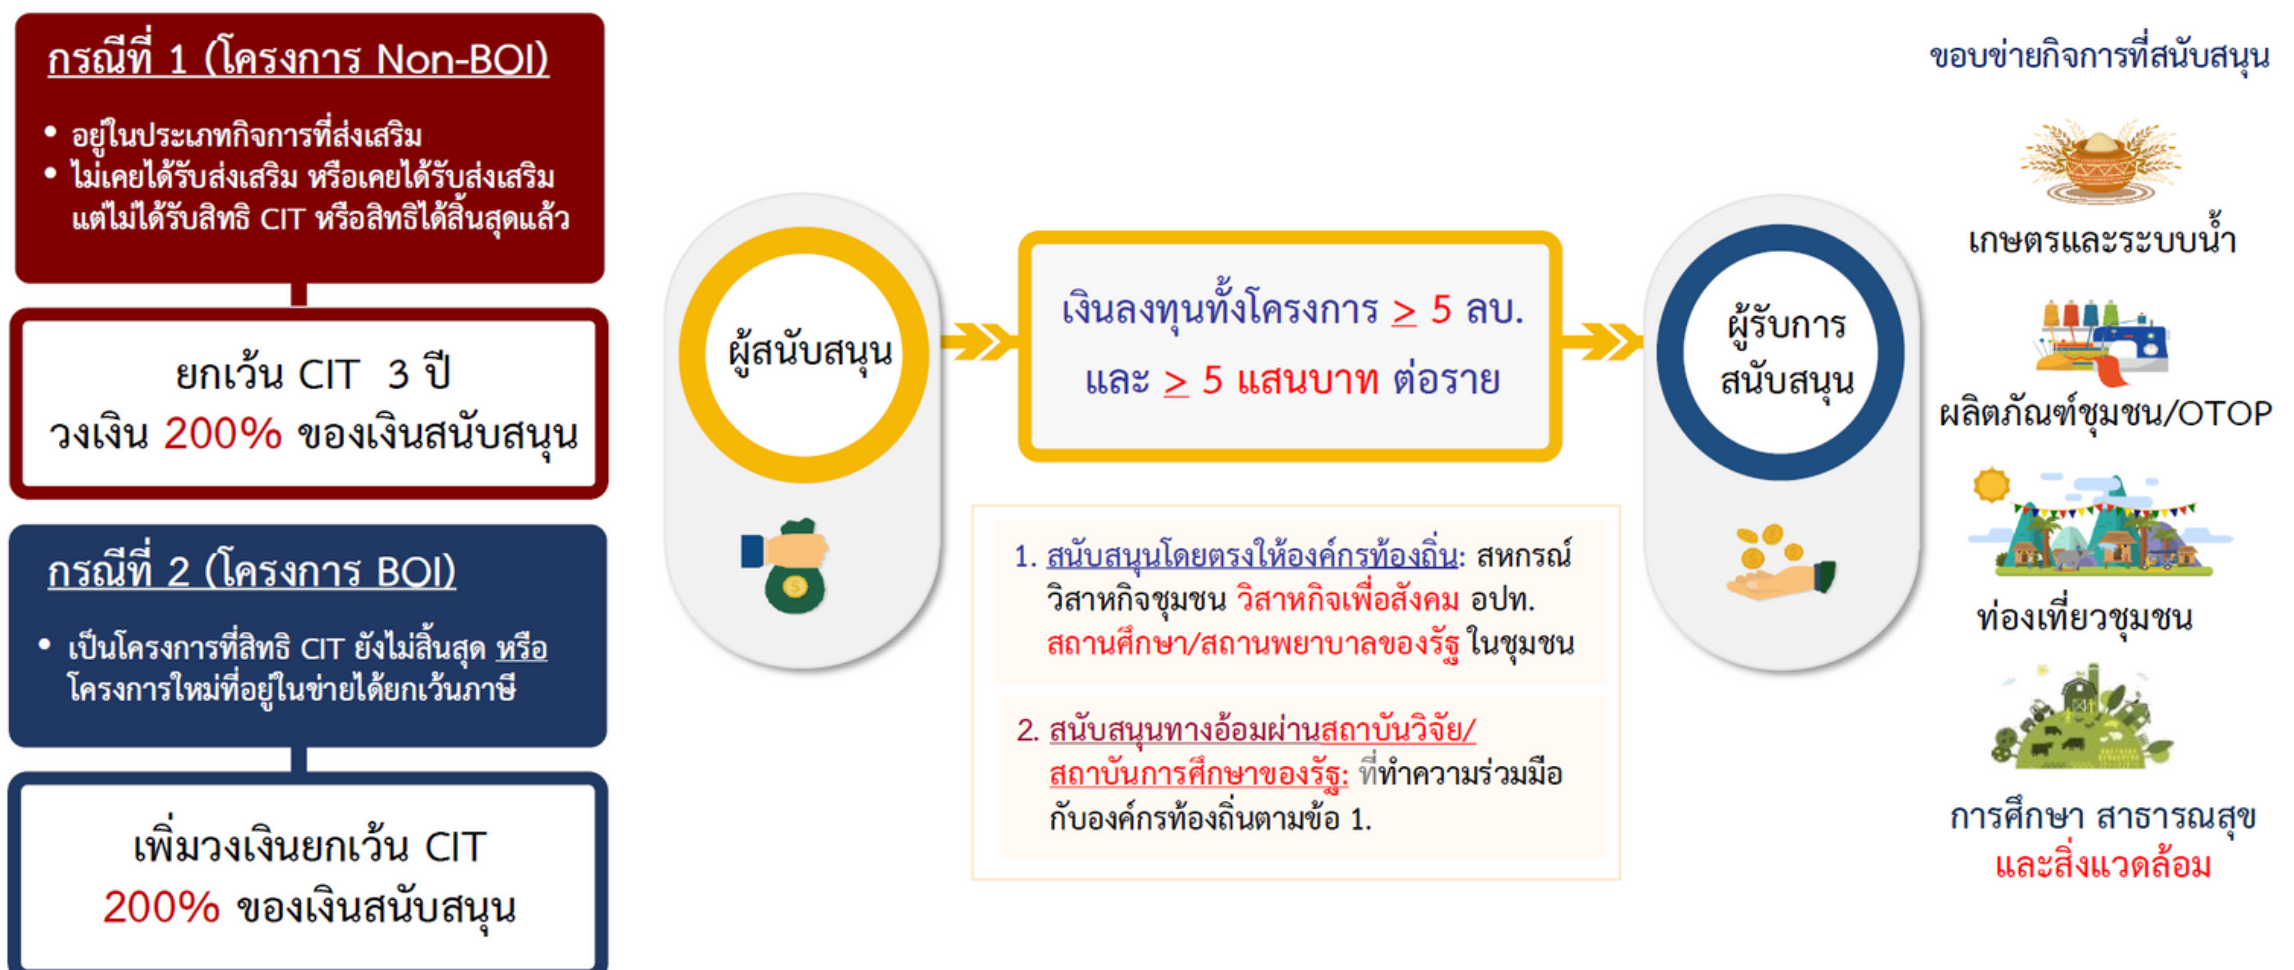 กรณีที่ 1 (โครงการ Non-BOI)
• อยู่ในประเภทกิจการที่ส่งเสริม
• ไม่เคยได้รับส่งเสริม หรือเคยได้รับส่งเสริม
แต่ไม่ได้รับสิทธิ CIT หรือสิทธิได้สิ้นสุดแล้ว
ยกเว้น CIT 3 ปี
วงเงิน 200% ของเงินสนับสนุน
กรณีที่ 2 (โครงการ BOI)
• เป็นโครงการที่สิทธิ CIT ยังไม่สิ้นสุด หรือ
โครงการใหม่ที่อยู่ในข่ายได้ยกเว้นภาษี
เพิ่มวงเงินยกเว้น CIT
200% ของเงินสนับสนุน
ผู้สนับสนุน
เงินลงทุนทั้งโครงการ ≥ 5 ลบ.
และ ≥ 5 แสนบาท ต่อราย
1. สนับสนุนโดยตรงให้องค์กรท้องถิ่น: สหกรณ์
วิสาหกิจชุมชน วิสาหกิจเพื่อสังคม อปท.
สถานศึกษา/สถานพยาบาลของรัฐ ในชุมชน
2. สนับสนุนทางอ้อมผ่านสถาบันวิจัย/
สถาบันการศึกษาของรัฐ: ที่ทำความร่วมมือ
กับองค์กรท้องถิ่นตามข้อ 1.
ผู้รับการ
สนับสนุน
ขอบข่ายกิจการที่สนับสนุน
เกษตรและระบบน้ำ
ผลิตภัณฑ์ชุมชน/OTOP
ท่องเที่ยวชุมชน
การศึกษา สาธารณสุข
และสิ่งแวดล้อม